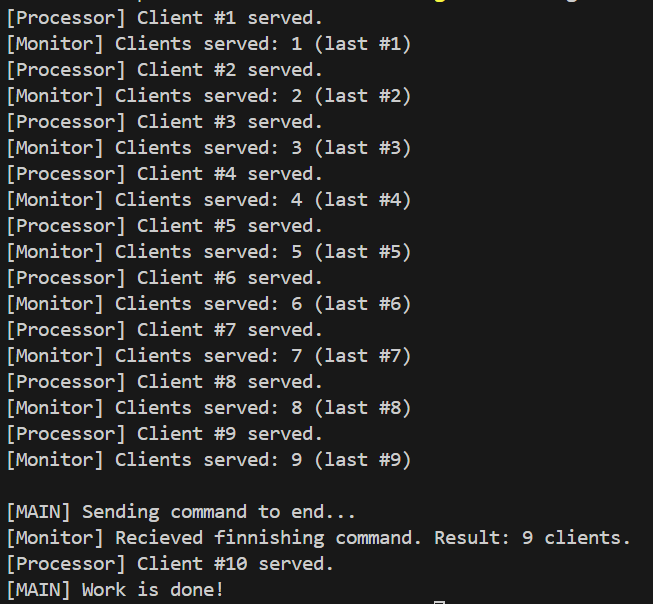 [Processor] Client #1 served.
[Monitor] Clients served: 1 (last #1)
[Processor] Client #2 served.
[Monitor] Clients served: 2 (last #2)
[Processor] Client #3 served.
[Monitor] Clients served: 3 (last #3)
[Processor] Client #4 served.
[Monitor] Clients served: 4 (last #4)
[Processor] Client #5 served.
[Monitor] Clients served: 5 (last #5)
[Processor] Client #6 served.
[Monitor] Clients served: 6 (last #6)
[Processor] Client #7 served.
[Monitor] Clients served: 7 (last #7)
[Processor] Client #8 served.
[Monitor] Clients served: 8 (last #8)
[Processor] Client #9 served.
[Monitor] Clients served: 9 (last #9)
[MAIN] Sending command to end...
[Monitor] Recieved finnishing command. Result: 9 clients.
[Processor] Client #10 served.
[MAIN] Work is done!